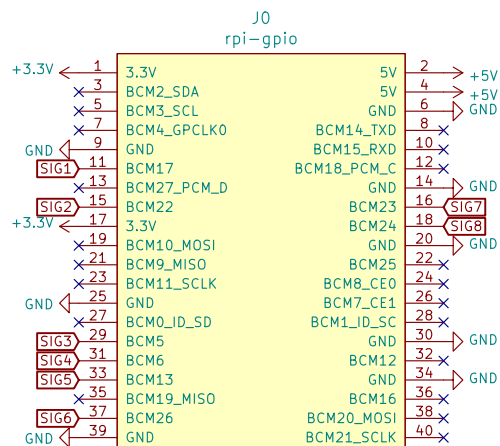 J0
rpi-gpio
+3.3V 1 3.3V 5V 2 +5V
3 BCM2_SDA 5V 4 +5V
5 BCM3_SCL GND 6 GND
7 BCM4_GPCLK0 BCM14_TXD 8
GND 9 GND BCM15_RXD 10
SIG1 11 BCM17 BCM18_PCM_C 12
13 BCM27_PCM_D GND 14 GND
SIG2 15 BCM22 BCM23 16 SIG7
+3.3V 17 3.3V BCM24 18 SIG8
19 BCM10_MOSI GND 20 GND
21 BCM9_MISO BCM25 22
23 BCM11_SCLK BCM8_CE0 24
GND 25 GND BCM7_CE1 26
27 BCM0_ID_SD BCM1_ID_SC 28
SIG3 29 BCM5 GND 30 GND
SIG4 31 BCM6 BCM12 32
SIG5 33 BCM13 GND 34 GND
35 BCM19_MISO BCM16 36
SIG6 37 BCM26 BCM20_MOSI 38
GND 39 GND BCM21_SCLK 40